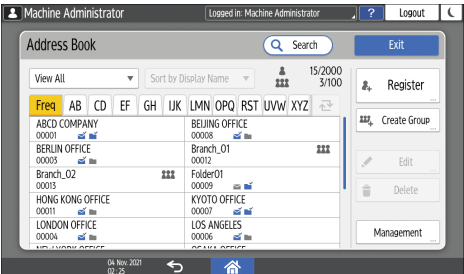 Machine Administrator
Logged in: Machine Administrator
?
Logout
Address Book
Search
Exit
View All
Sort by Display Name
15/2000
3/100
Register
Freq AB CD EF GH IJK LMN OPQ RST UVW XYZ
Create Group
ABCD COMPANY
00001
BEIJING OFFICE
00008
BERLIN OFFICE
00003
Branch_01
00012
Edit
Branch_02
00013
Folder01
00009
Delete
HONG KONG OFFICE
00011
KYOTO OFFICE
00007
LONDON OFFICE
00004
LOS ANGELES
00006
Management
04 Nov. 2021
02:25